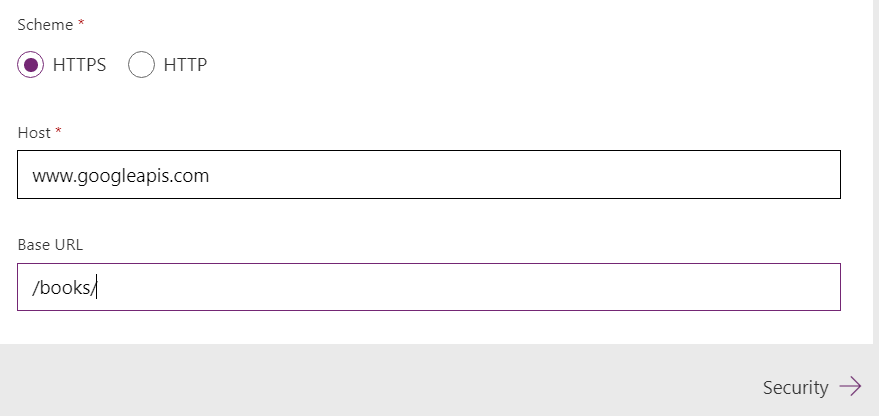 Scheme *
HTTPS HTTP
Host *
www.googleapis.com
Base URL
/books/
Security